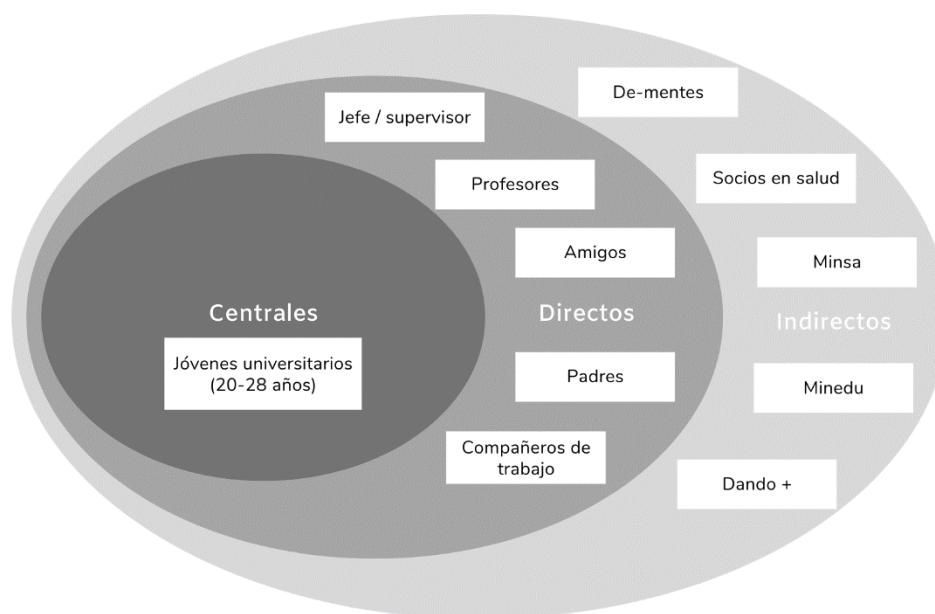 De-mentes
Jefe / supervisor
Profesores
Socios en salud
Amigos
Minsa
Centrales
Directos
Indirectos
Jóvenes universitarios
(20-28 años)
Padres
Minedu
Compañeros de
trabajo
Dando +